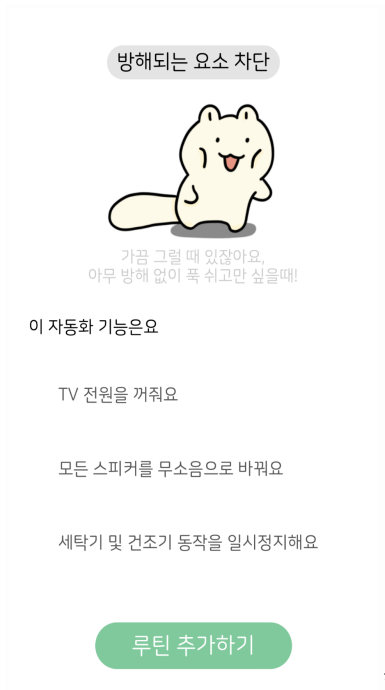 방해되는 요소 차단
가끔 그럴 때 있잖아요,
아무 방해 없이 푹 쉬고만 싶을때!
이 자동화 기능은요
TV 전원을 꺼줘요
모든 스피커를 무소음으로 바꿔요
세탁기 및 건조기 동작을 일시정지해요
루틴 추가하기